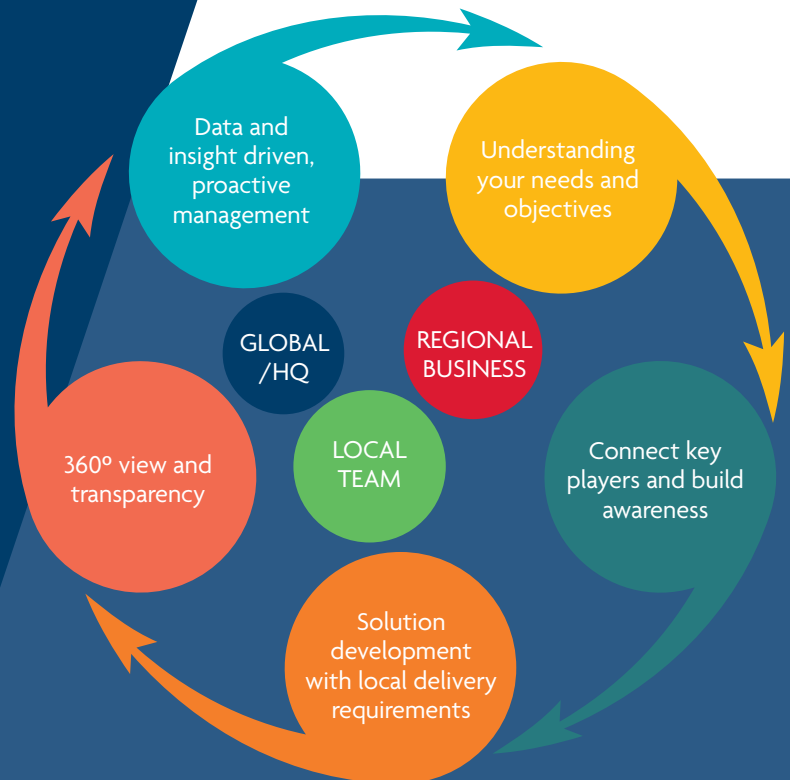 Data and
insight driven,
proactive
management
Understanding
your needs and
objectives
GLOBAL
/HQ
REGIONAL
BUSINESS
LOCAL
TEAM
360º view and
transparency
Connect key
players and build
awareness
Solution
development
with local delivery
requirements